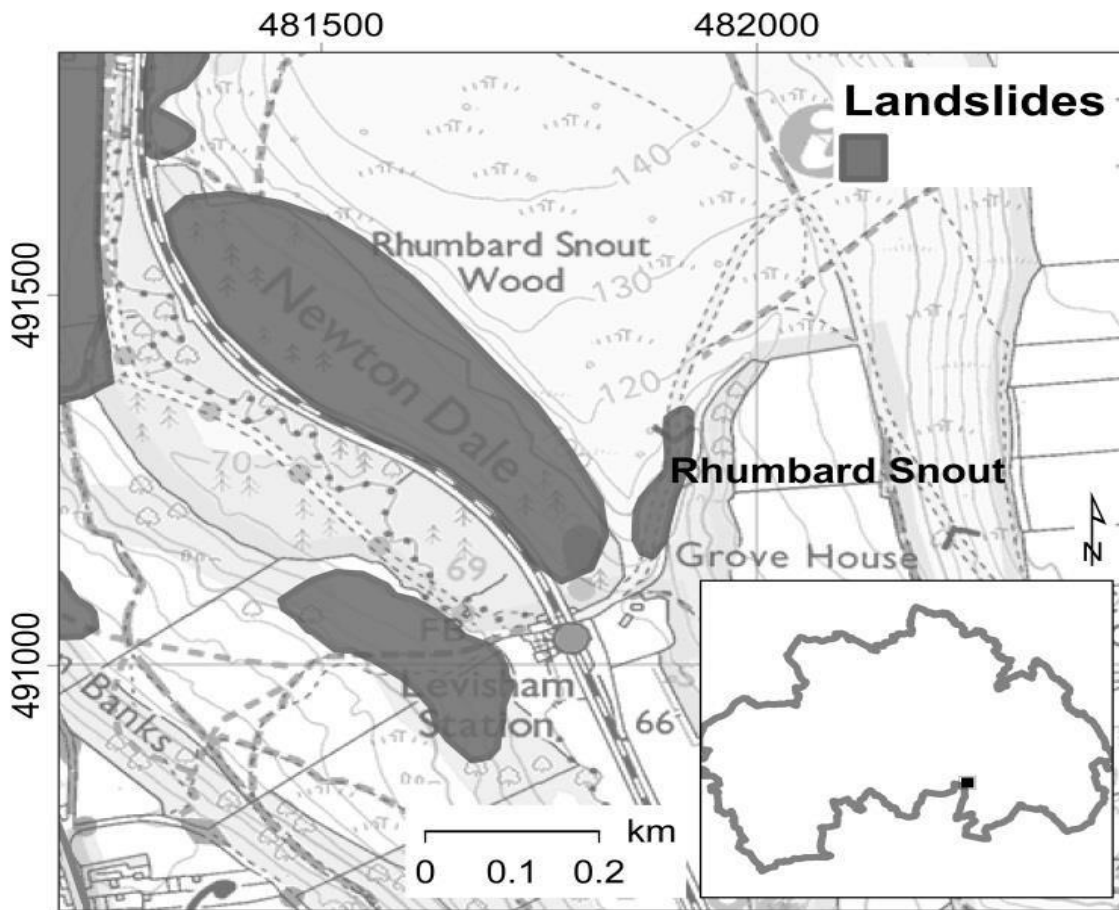 481500
482000
Landslides
140
Rhumbard Snout
Wood
130
491500
Newton Dale
120
Rhumbard Snout
70
Grove House
69
FB
491000
Levisham
Station
Banks
66
N
km
0
0.1
0.2